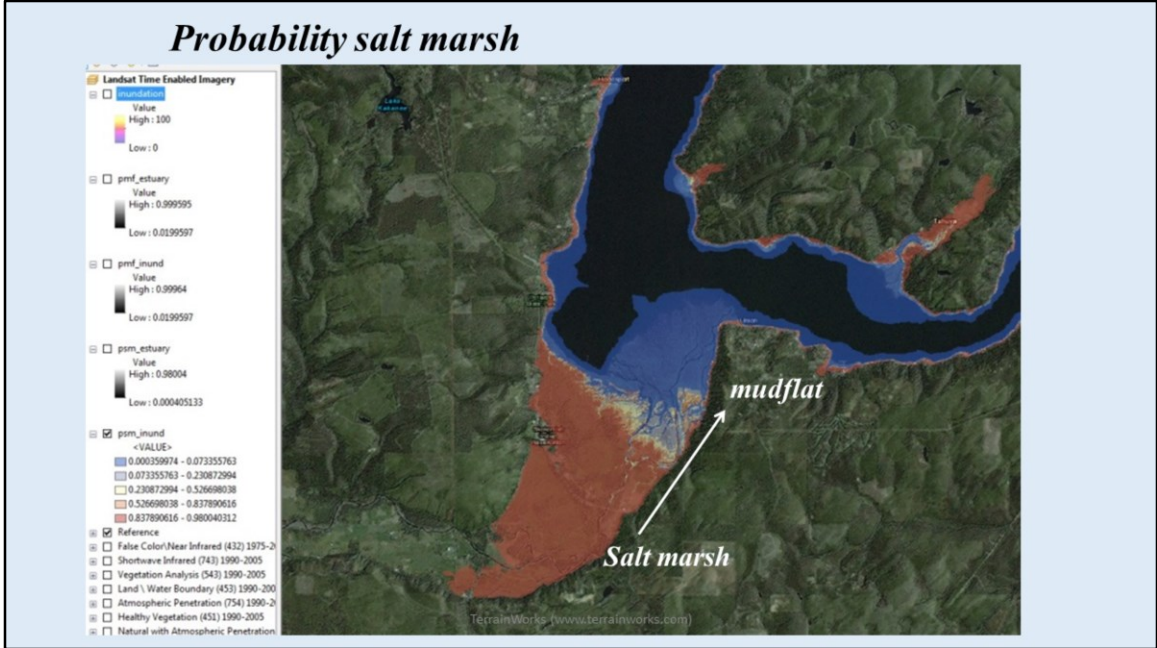 Probability salt marsh
Landsat Time Enabled Imagery
inundation
Value
High : 100
Low : 0
pmf_estuary
Value
High : 0.999595
Low : 0.0199597
pmf_inund
Value
High : 0.99964
Low : 0.0199597
psm_estuary
Value
High : 0.98004
Low : 0.000405133
psm_inund
<VALUE>
0.000359974 - 0.073355763
0.073355763 - 0.230872994
0.230872994 - 0.526698038
0.526698038 - 0.837890616
0.837890616 - 0.980040312
Reference
False Color\Near Infrared (432) 1975-2
Shortwave Infrared (743) 1990-2005
Vegetation Analysis (543) 1990-2005
Land \ Water Boundary (453) 1990-200
Atmospheric Penetration (754) 1990-2
Healthy Vegetation (451) 1990-2005
Natural with Atmospheric Penetration
mudflat
Salt marsh
TerrainWorks (www.terrainworks.com)